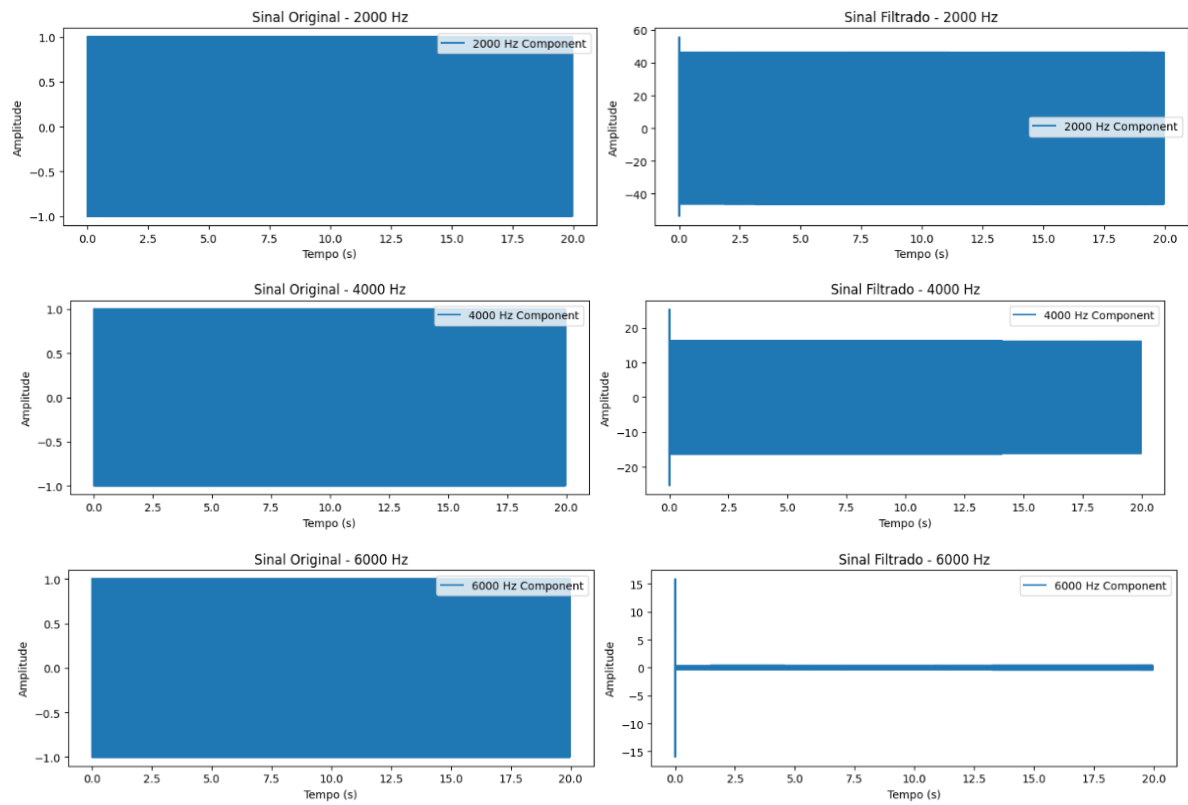 Sinal Original - 2000 Hz
1.0
0.5
0.0
−0.5
−1.0
Amplitude
2000 Hz Component
0.0 2.5 5.0 7.5 10.0 12.5 15.0 17.5 20.0
Tempo (s)
Sinal Filtrado - 2000 Hz
60
40
20
0
−20
−40
Amplitude
2000 Hz Component
0.0 2.5 5.0 7.5 10.0 12.5 15.0 17.5 20.0
Tempo (s)
Sinal Original - 4000 Hz
1.0
0.5
0.0
−0.5
−1.0
Amplitude
4000 Hz Component
0.0 2.5 5.0 7.5 10.0 12.5 15.0 17.5 20.0
Tempo (s)
Sinal Filtrado - 4000 Hz
20
10
0
−10
−20
Amplitude
4000 Hz Component
0.0 2.5 5.0 7.5 10.0 12.5 15.0 17.5 20.0
Tempo (s)
Sinal Original - 6000 Hz
1.0
0.5
0.0
−0.5
−1.0
Amplitude
6000 Hz Component
0.0 2.5 5.0 7.5 10.0 12.5 15.0 17.5 20.0
Tempo (s)
Sinal Filtrado - 6000 Hz
15
10
5
0
−5
−10
−15
Amplitude
6000 Hz Component
0.0 2.5 5.0 7.5 10.0 12.5 15.0 17.5 20.0
Tempo (s)